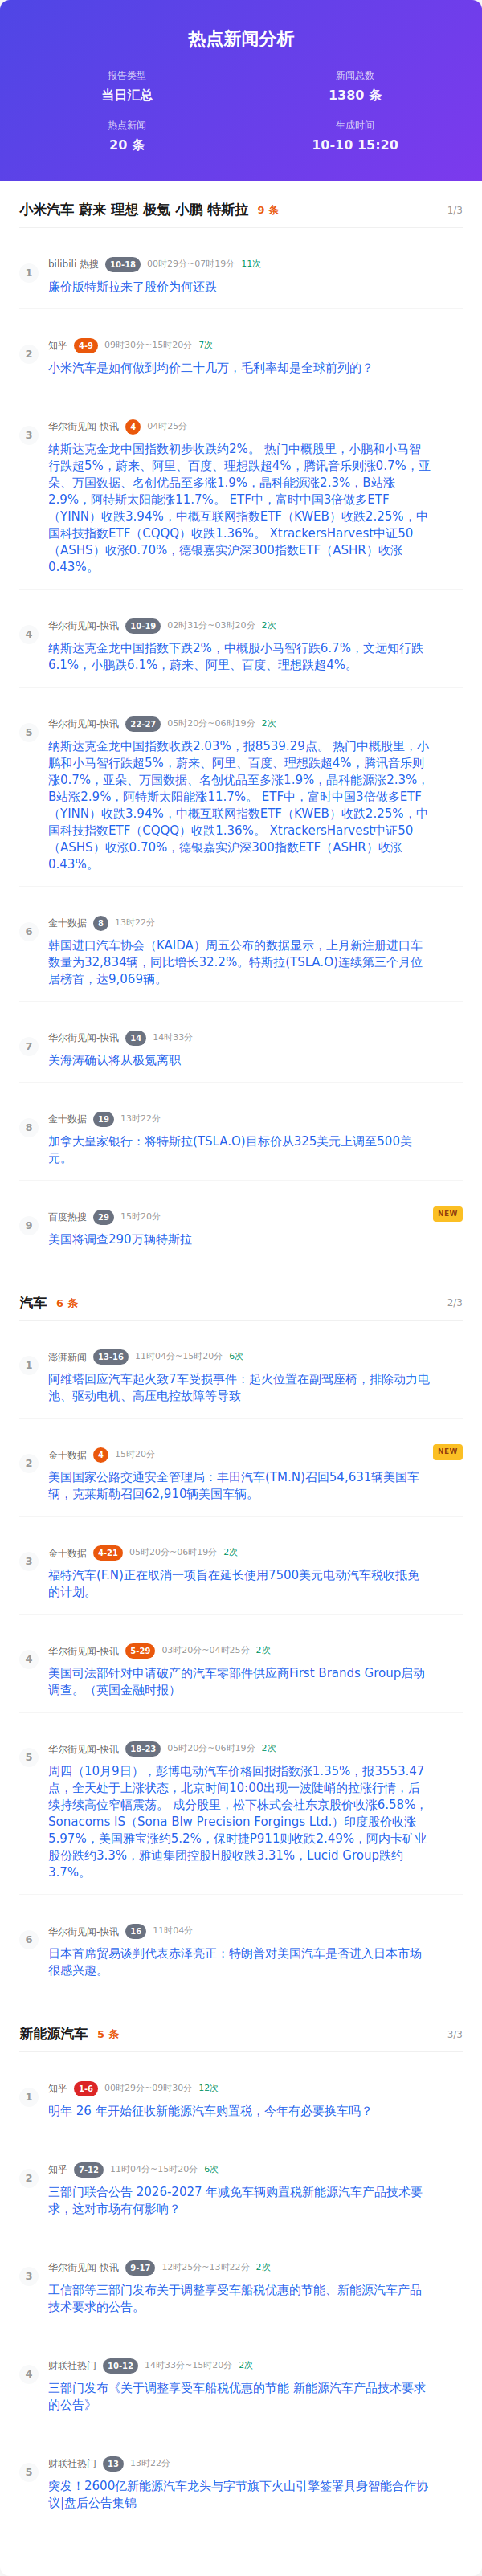 热点新闻分析
报告类型
新闻总数
当日汇总
1380 条
热点新闻
生成时间
20 条
10-10 15:20
小米汽车 蔚来 理想 极氪 小鹏 特斯拉 9 条 1/3
1
bilibili 热搜 10-18 00时29分~07时19分 11次
廉价版特斯拉来了股价为何还跌
2
知乎 4-9 09时30分~15时20分 7次
小米汽车是如何做到均价二十几万，毛利率却是全球前列的？
3
华尔街见闻-快讯 4 04时25分
纳斯达克金龙中国指数初步收跌约2%。 热门中概股里，小鹏和小马智
行跌超5%，蔚来、阿里、百度、理想跌超4%，腾讯音乐则涨0.7%，亚
朵、万国数据、名创优品至多涨1.9%，晶科能源涨2.3%，B站涨
2.9%，阿特斯太阳能涨11.7%。 ETF中，富时中国3倍做多ETF
（YINN）收跌3.94%，中概互联网指数ETF（KWEB）收跌2.25%，中
国科技指数ETF（CQQQ）收跌1.36%。 XtrackersHarvest中证50
（ASHS）收涨0.70%，德银嘉实沪深300指数ETF（ASHR）收涨
0.43%。
4
华尔街见闻-快讯 10-19 02时31分~03时20分 2次
纳斯达克金龙中国指数下跌2%，中概股小马智行跌6.7%，文远知行跌
6.1%，小鹏跌6.1%，蔚来、阿里、百度、理想跌超4%。
5
华尔街见闻-快讯 22-27 05时20分~06时19分 2次
纳斯达克金龙中国指数收跌2.03%，报8539.29点。 热门中概股里，小
鹏和小马智行跌超5%，蔚来、阿里、百度、理想跌超4%，腾讯音乐则
涨0.7%，亚朵、万国数据、名创优品至多涨1.9%，晶科能源涨2.3%，
B站涨2.9%，阿特斯太阳能涨11.7%。 ETF中，富时中国3倍做多ETF
（YINN）收跌3.94%，中概互联网指数ETF（KWEB）收跌2.25%，中
国科技指数ETF（CQQQ）收跌1.36%。 XtrackersHarvest中证50
（ASHS）收涨0.70%，德银嘉实沪深300指数ETF（ASHR）收涨
0.43%。
6
金十数据 8 13时22分
韩国进口汽车协会（KAIDA）周五公布的数据显示，上月新注册进口车
数量为32,834辆，同比增长32.2%。特斯拉(TSLA.O)连续第三个月位
居榜首，达9,069辆。
7
华尔街见闻-快讯 14 14时33分
关海涛确认将从极氪离职
8
金十数据 19 13时22分
加拿大皇家银行：将特斯拉(TSLA.O)目标价从325美元上调至500美
元。
9
百度热搜 29 15时20分 NEW
美国将调查290万辆特斯拉
汽车 6 条 2/3
1
澎湃新闻 13-16 11时04分~15时20分 6次
阿维塔回应汽车起火致7车受损事件：起火位置在副驾座椅，排除动力电
池、驱动电机、高压电控故障等导致
2
金十数据 4 15时20分 NEW
美国国家公路交通安全管理局：丰田汽车(TM.N)召回54,631辆美国车
辆，克莱斯勒召回62,910辆美国车辆。
3
金十数据 4-21 05时20分~06时19分 2次
福特汽车(F.N)正在取消一项旨在延长使用7500美元电动汽车税收抵免
的计划。
4
华尔街见闻-快讯 5-29 03时20分~04时25分 2次
美国司法部针对申请破产的汽车零部件供应商First Brands Group启动
调查。（英国金融时报）
5
华尔街见闻-快讯 18-23 05时20分~06时19分 2次
周四（10月9日），彭博电动汽车价格回报指数涨1.35%，报3553.47
点，全天处于上涨状态，北京时间10:00出现一波陡峭的拉涨行情，后
续持续高位窄幅震荡。 成分股里，松下株式会社东京股价收涨6.58%，
Sonacoms IS（Sona Blw Precision Forgings Ltd.）印度股价收涨
5.97%，美国雅宝涨约5.2%，保时捷P911则收跌2.49%，阿内卡矿业
股份跌约3.3%，雅迪集团控股H股收跌3.31%，Lucid Group跌约
3.7%。
6
华尔街见闻-快讯 16 11时04分
日本首席贸易谈判代表赤泽亮正：特朗普对美国汽车是否进入日本市场
很感兴趣。
新能源汽车 5 条 3/3
1
知乎 1-6 00时29分~09时30分 12次
明年 26 年开始征收新能源汽车购置税，今年有必要换车吗？
2
知乎 7-12 11时04分~15时20分 6次
三部门联合公告 2026-2027 年减免车辆购置税新能源汽车产品技术要
求，这对市场有何影响？
3
华尔街见闻-快讯 9-17 12时25分~13时22分 2次
工信部等三部门发布关于调整享受车船税优惠的节能、新能源汽车产品
技术要求的公告。
4
财联社热门 10-12 14时33分~15时20分 2次
三部门发布《关于调整享受车船税优惠的节能 新能源汽车产品技术要求
的公告》
5
财联社热门 13 13时22分
突发！2600亿新能源汽车龙头与字节旗下火山引擎签署具身智能合作协
议|盘后公告集锦